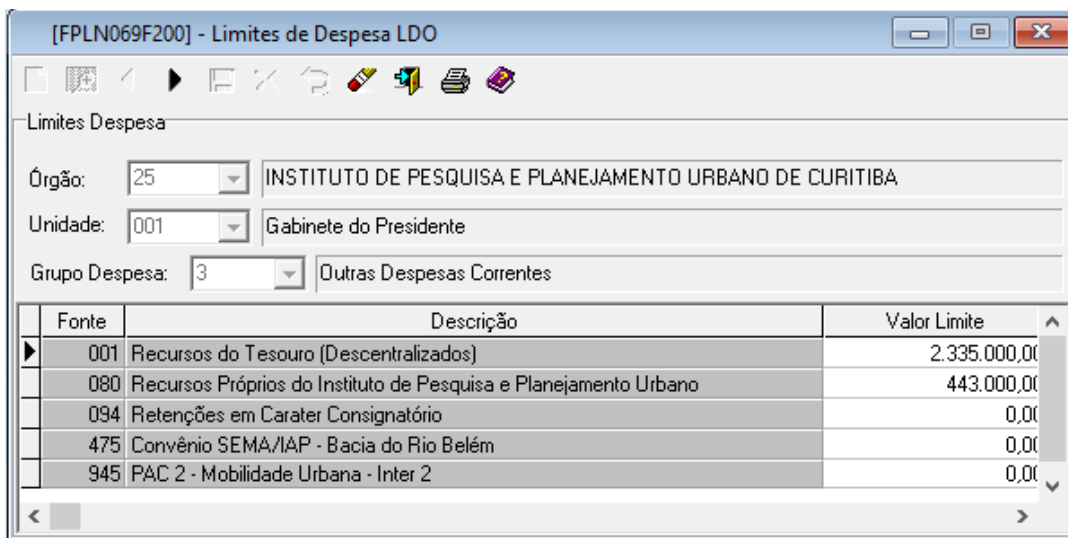 [FPLN069F200] - Limites de Despesa LDO
Limites Despesa
Órgão: 25 INSTITUTO DE PESQUISA E PLANEJAMENTO URBANO DE CURITIBA
Unidade: 001 Gabinete do Presidente
Grupo Despesa: 3 Outras Despesas Correntes
Fonte Descrição Valor Limite
001 Recursos do Tesouro (Descentralizados) 2.335.000,00
080 Recursos Próprios do Instituto de Pesquisa e Planejamento Urbano 443.000,00
094 Retenções em Carater Consignatório 0,00
475 Convênio SEMA/IAP - Bacia do Rio Belém 0,00
945 PAC 2 - Mobilidade Urbana - Inter 2 0,00